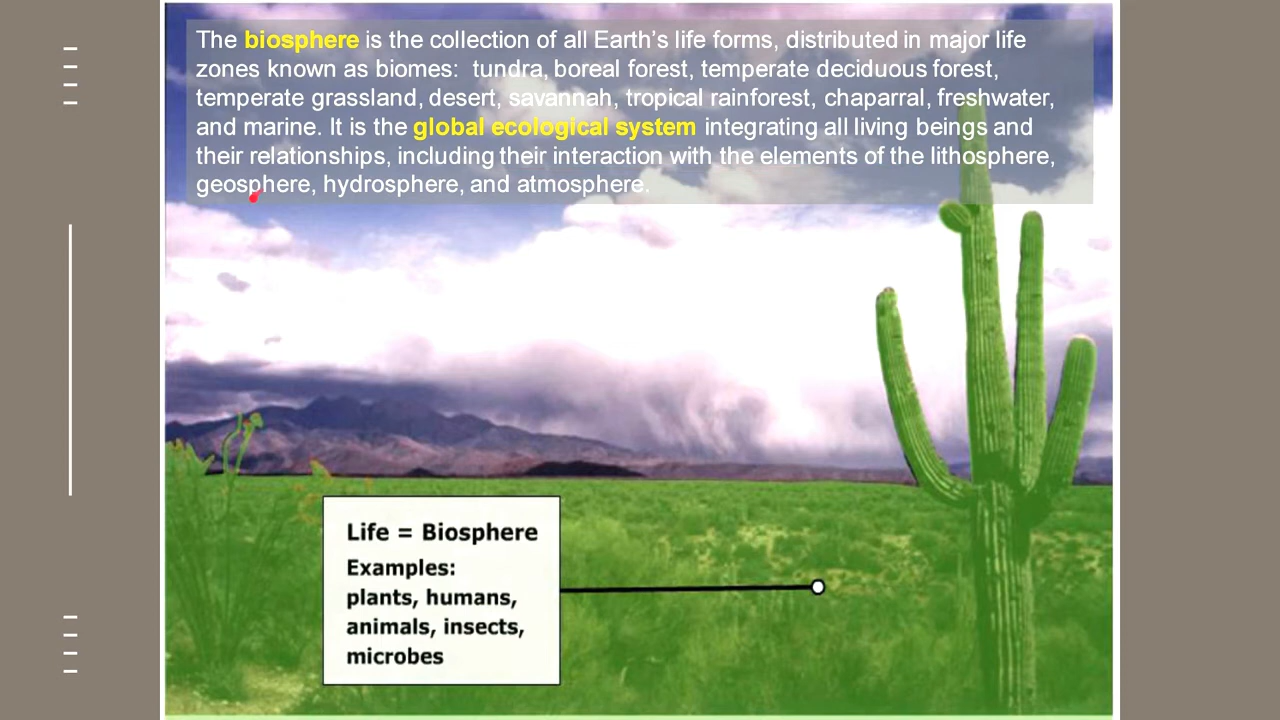 The biosphere is the collection of all Earth's life forms, distributed in major life
zones known as biomes: tundra, boreal forest, temperate deciduous forest,
temperate grassland, desert, savannah, tropical rainforest, chaparral, freshwater,
and marine. It is the global ecological system integrating all living beings and
their relationships, including their interaction with the elements of the lithosphere,
geosphere, hydrosphere, and atmosphere.
Life = Biosphere
Examples:
plants, humans,
animals, insects,
microbes